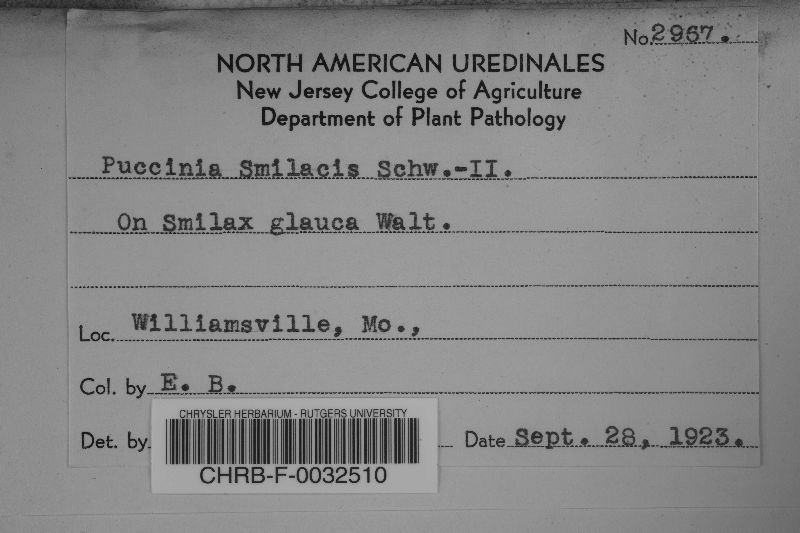 No. 2967.
NORTH AMERICAN UREDINALES
New Jersey College of Agriculture
Department of Plant Pathology
Puccinia Smilacis Schw.-II.
On Smilax glauca Walt.
Loc. Williamsville, Mo.,
Col. by E. B.
Det. by Date Sept. 28, 1923.
CHRYSLER HERBARIUM - RUTGERS UNIVERSITY
CHRB-F-0032510